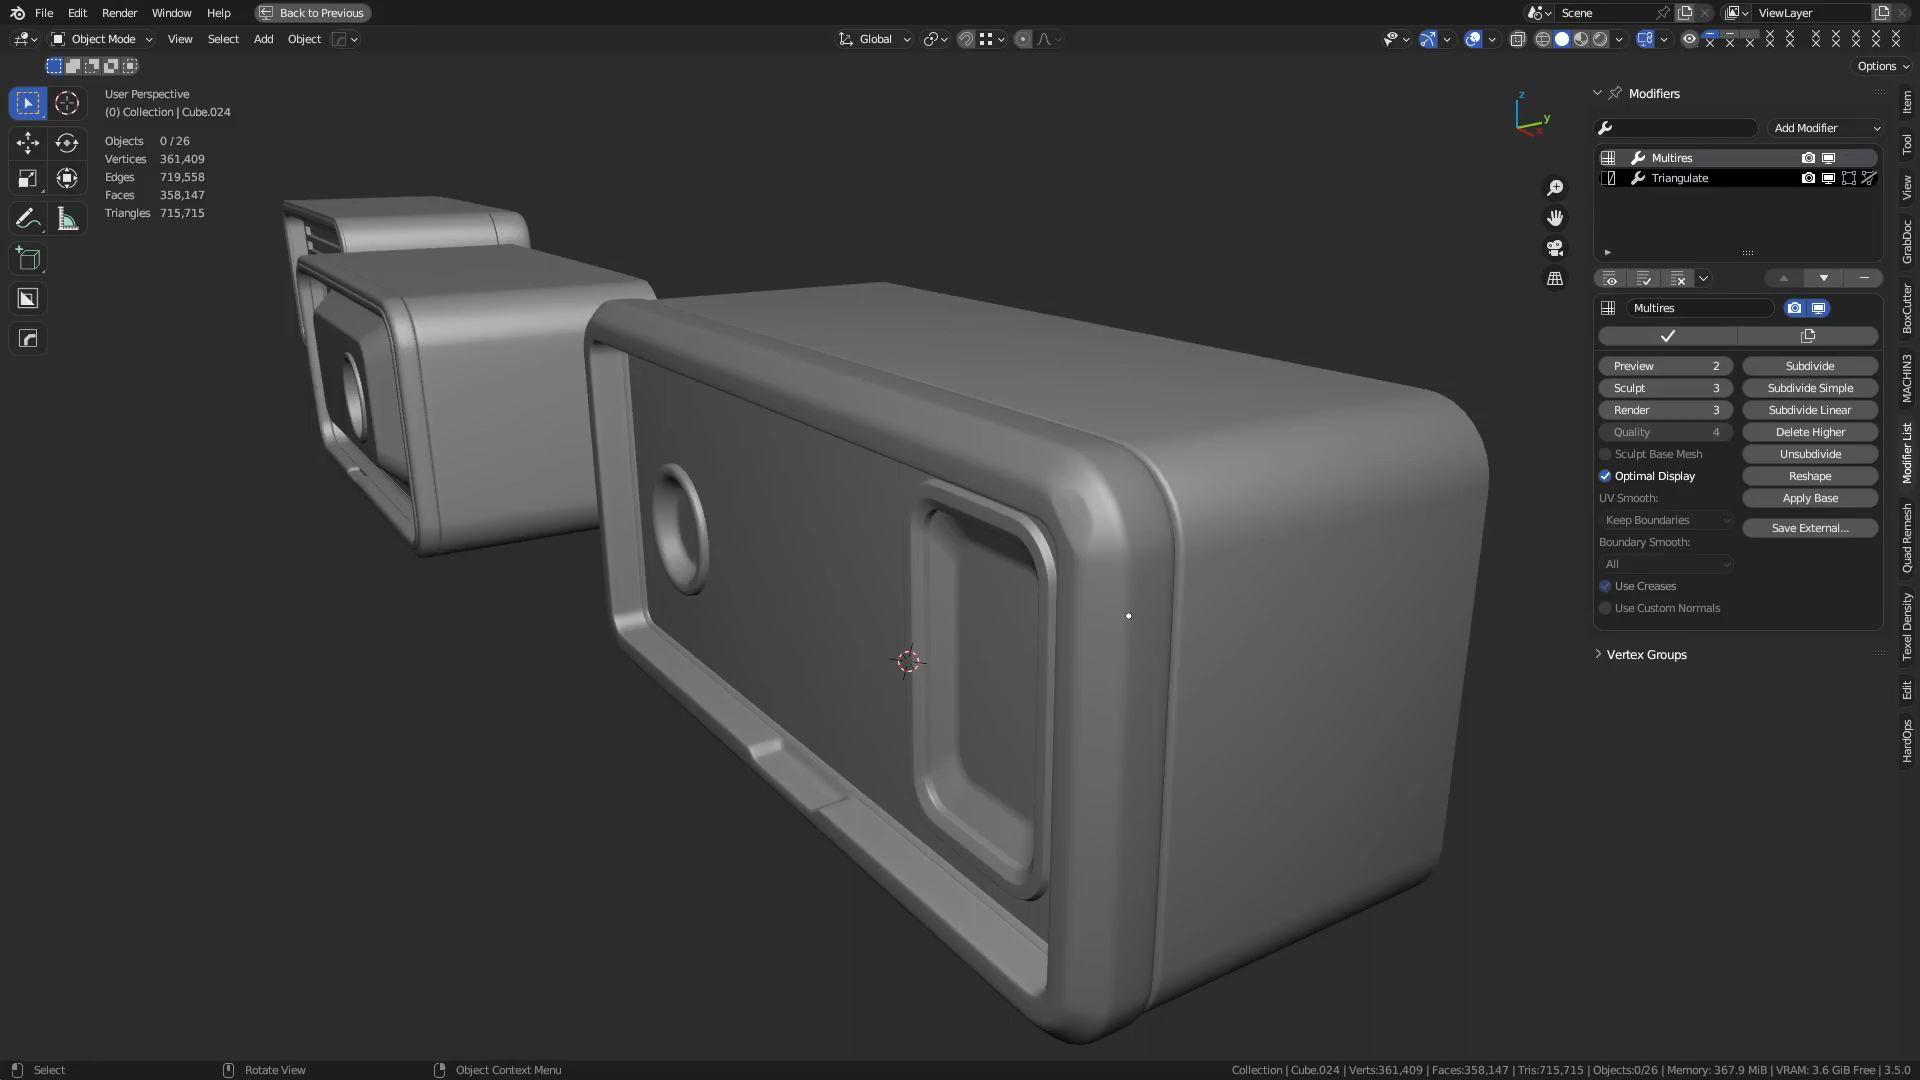 File Edit Render Window Help Back to Previous Scene ViewLayer
Object Mode View Select Add Object Global
Options
User Perspective
(0) Collection | Cube.024
Objects 0 / 26
Vertices 361,409
Edges 719,558
Faces 358,147
Triangles 715,715
z
y
x
Modifiers
Add Modifier
Multires
Triangulate
Multires
Preview 2 Subdivide
Sculpt 3 Subdivide Simple
Render 3 Subdivide Linear
Quality 4 Delete Higher
Sculpt Base Mesh Unsubdivide
Optimal Display Reshape
UV Smooth: Apply Base
Keep Boundaries Save External...
Boundary Smooth:
All
Use Creases
Use Custom Normals
Vertex Groups
Item
Tool
View
GrabDoc
BoxCutter
MACHIN3
Modifier List
Quad Remesh
Texel Density
Edit
HardOps
Select Rotate View Object Context Menu Collection | Cube.024 | Verts:361,409 | Faces:358,147 | Tris:715,715 | Objects:0/26 | Memory: 367.9 MiB | VRAM: 3.6 GiB Free | 3.5.0